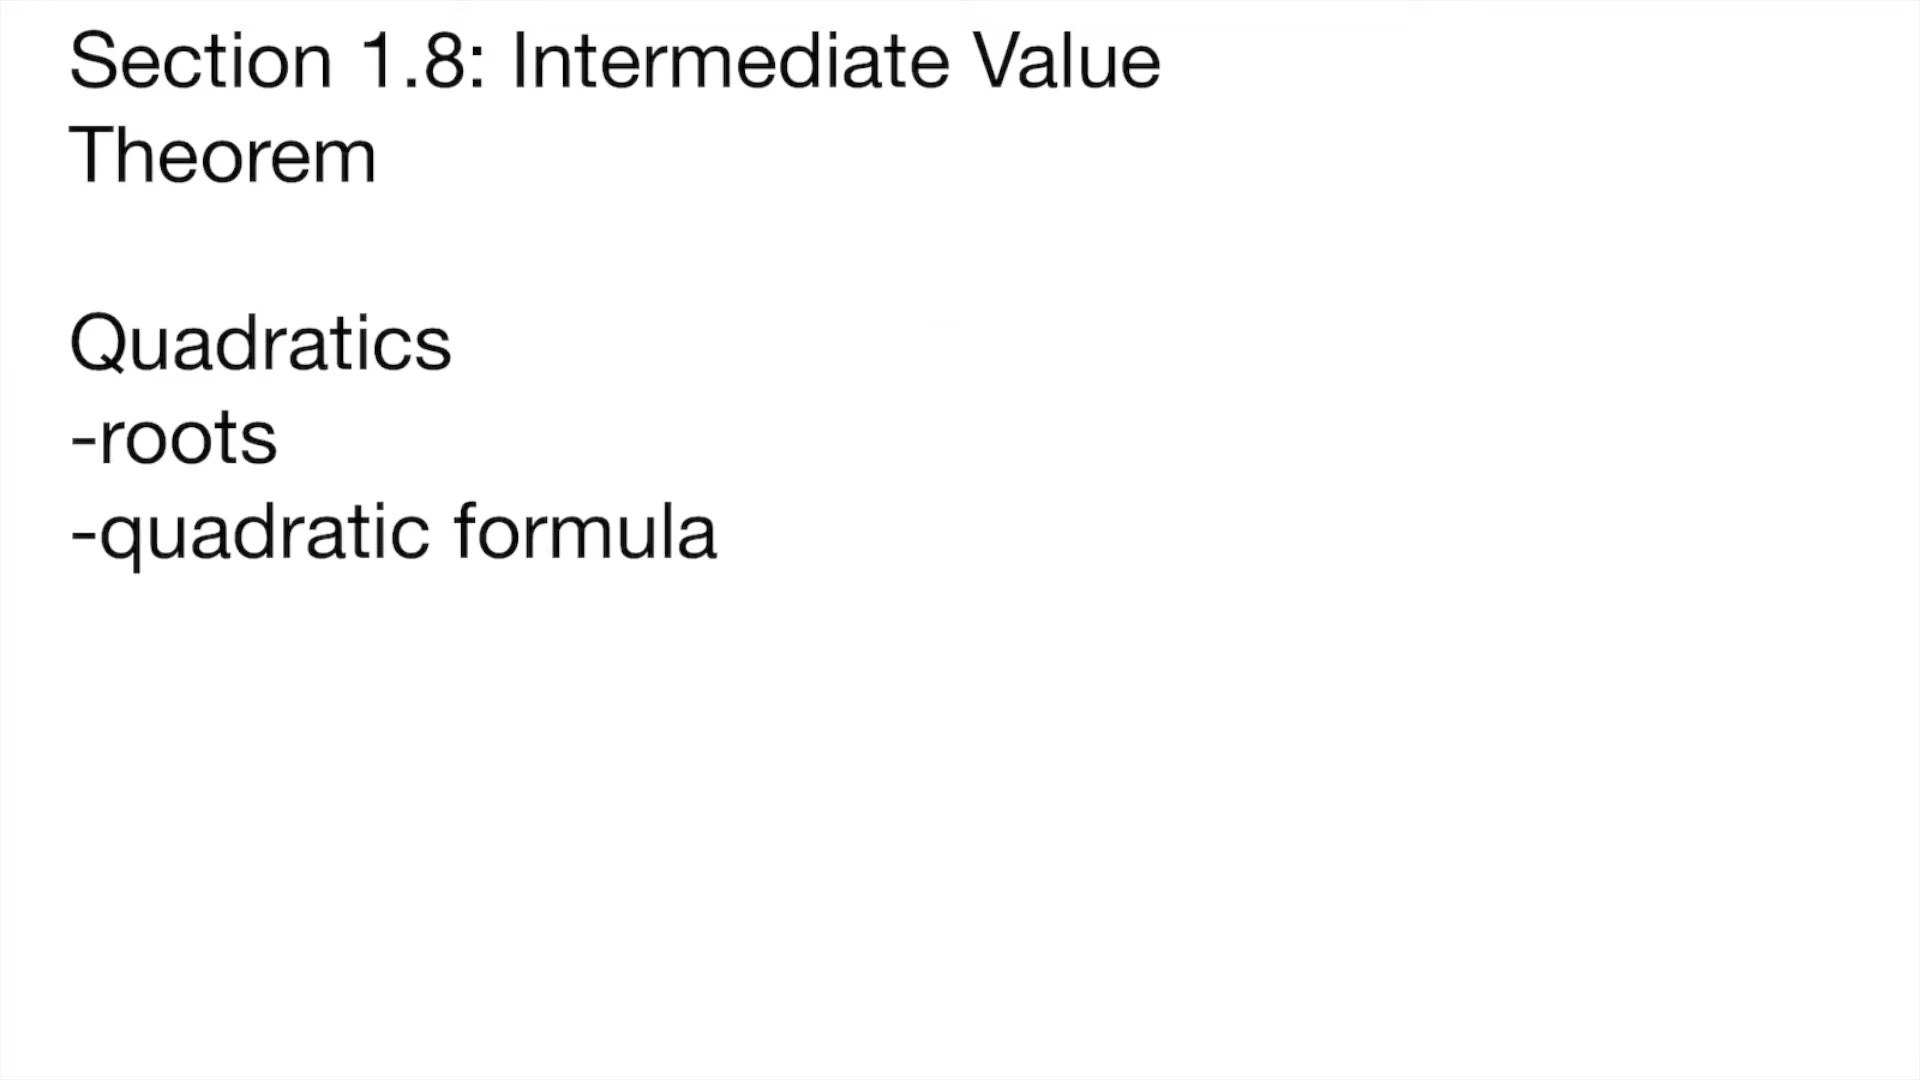 Section 1.8: Intermediate Value
Theorem
Quadratics
-roots
-quadratic formula